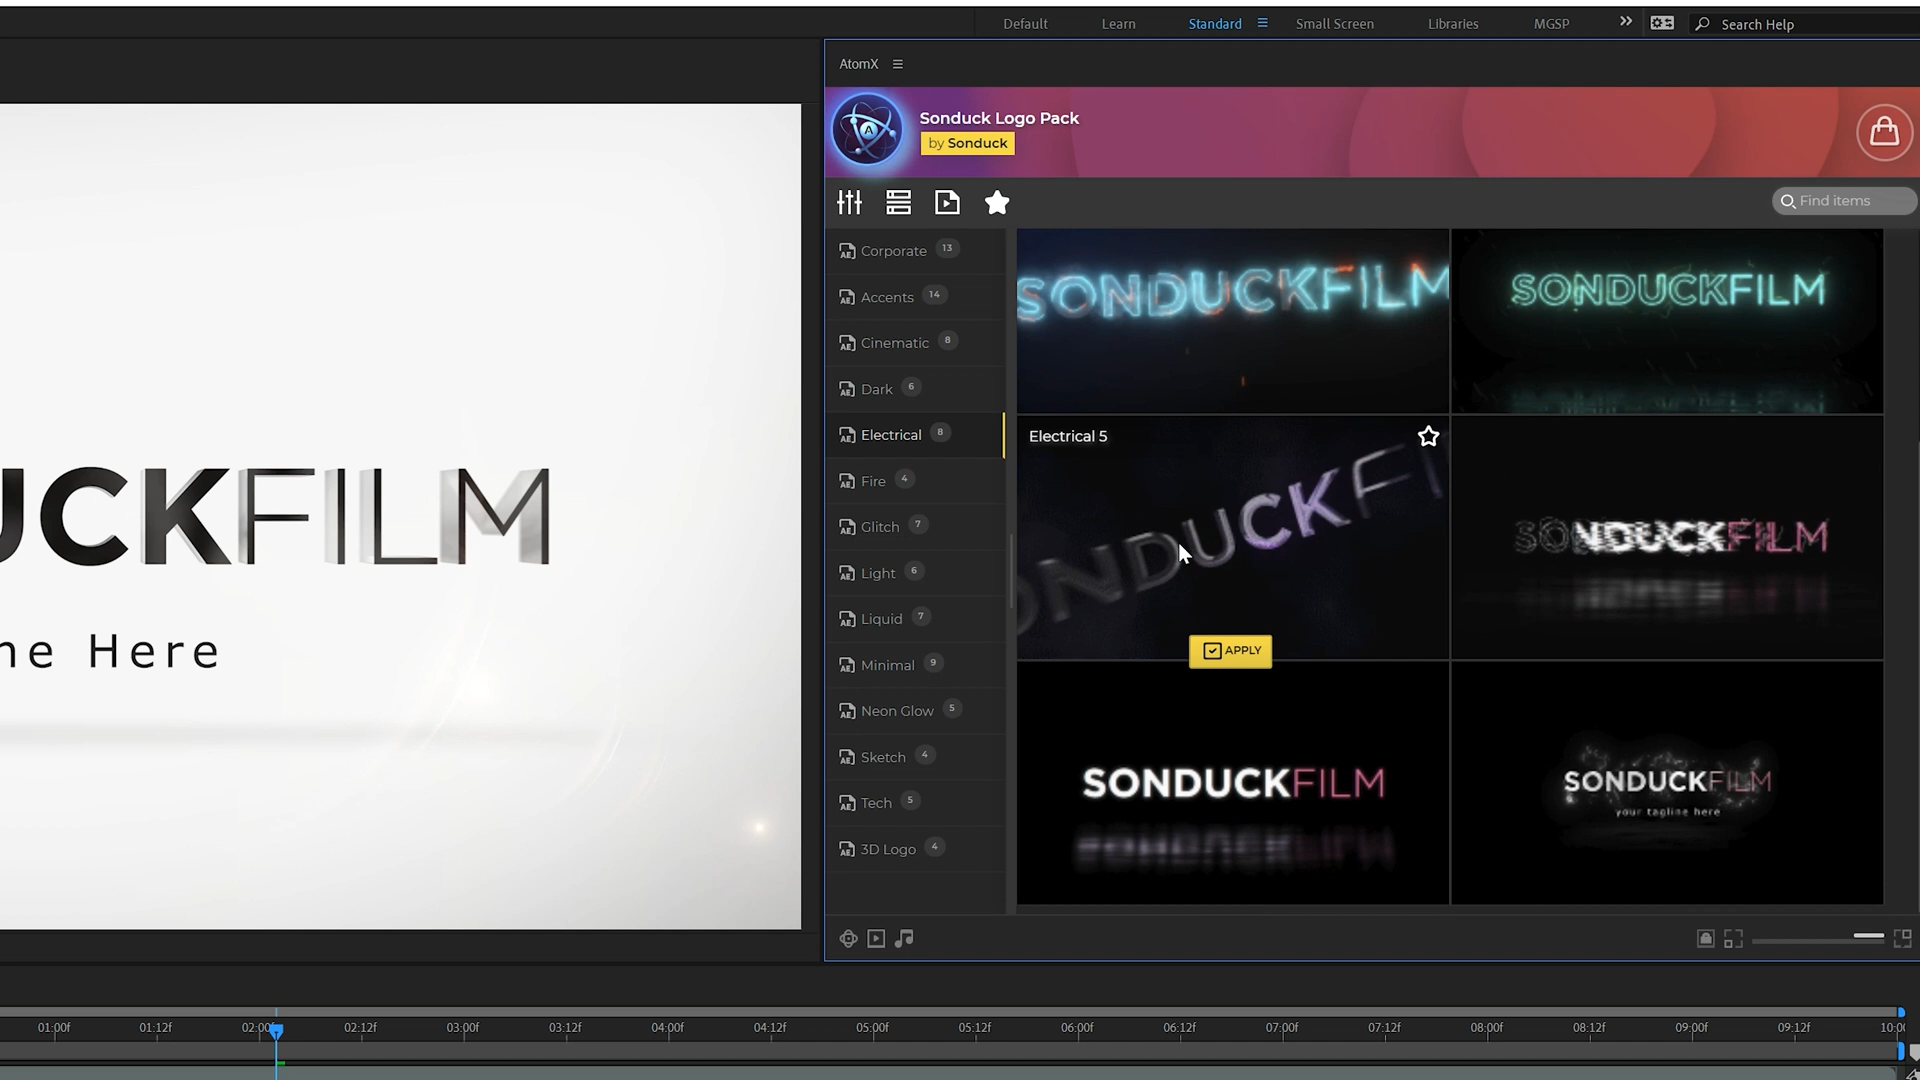 Default Learn Standard Small Screen Libraries MGSP Search Help
AtomX
Sonduck Logo Pack
by Sonduck
Find items
Corporate 13
Accents 14
Cinematic 8
Dark 6
Electrical 8
Fire 4
Glitch 7
Light 6
Liquid 7
Minimal 9
Neon Glow 5
Sketch 4
Tech 5
3D Logo 4
SONDUCKFILM
SONDUCKFILM
Electrical 5
ONDUCKFI
APPLY
SONDUCKFILM
SONDUCKFILM
SONDUCKFILM
your tagline here
UCKFILM
ne Here
01:00f 01:12f 02:00f 02:12f 03:00f 03:12f 04:00f 04:12f 05:00f 05:12f 06:00f 06:12f 07:00f 07:12f 08:00f 08:12f 09:00f 09:12f 10:00